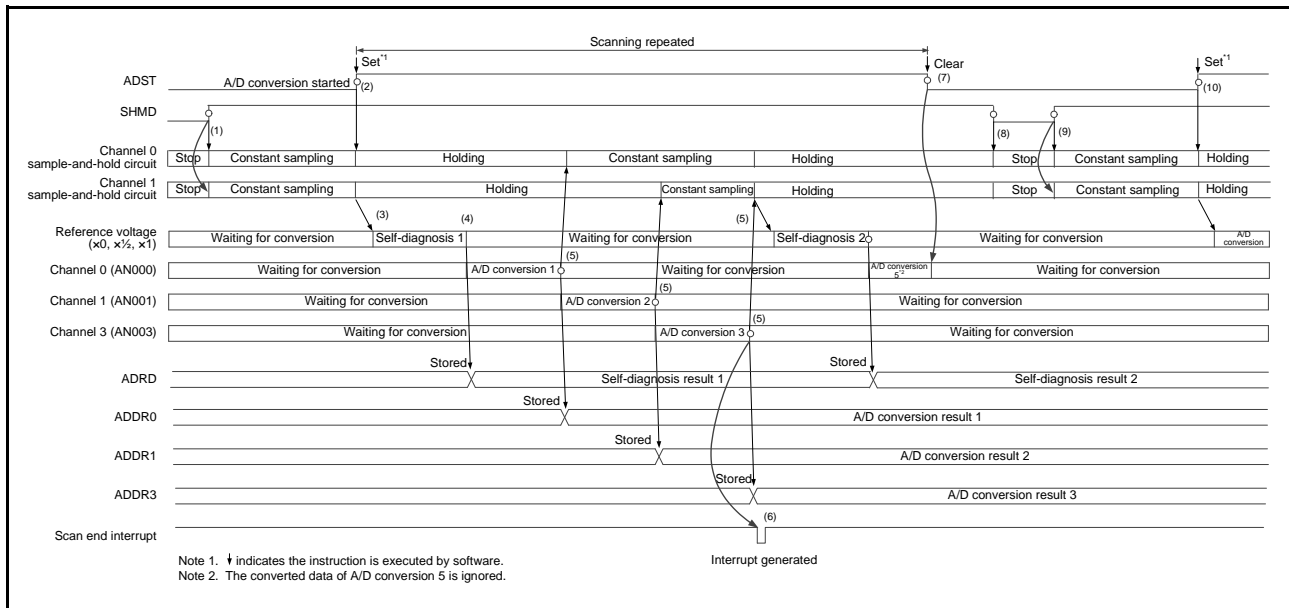 Scanning repeated
Set*1
Clear
Set*1
ADST
A/D conversion started
(2)
(7)
(10)
SHMD
(1)
(8)
(9)
Channel 0
sample-and-hold circuit
Stop
Constant sampling
Holding
Constant sampling
Holding
Stop
Constant sampling
Holding
Channel 1
sample-and-hold circuit
Stop
Constant sampling
Holding
Constant sampling
Holding
Stop
Constant sampling
Holding
(3)
(4)
(5)
Reference voltage
(×0, ×½, ×1)
Waiting for conversion
Self-diagnosis 1
Waiting for conversion
Self-diagnosis 2
Waiting for conversion
A/D
conversion
Channel 0 (AN000)
Waiting for conversion
A/D conversion 1
(5)
Waiting for conversion
A/D conversion
5*2
Waiting for conversion
Channel 1 (AN001)
Waiting for conversion
A/D conversion 2
(5)
Waiting for conversion
Channel 3 (AN003)
Waiting for conversion
A/D conversion 3
(5)
Waiting for conversion
ADRD
Stored
Self-diagnosis result 1
Stored
Self-diagnosis result 2
ADDR0
Stored
A/D conversion result 1
ADDR1
Stored
A/D conversion result 2
ADDR3
Stored
A/D conversion result 3
Scan end interrupt
(6)
Interrupt generated
Note 1. ↓ indicates the instruction is executed by software.
Note 2. The converted data of A/D conversion 5 is ignored.